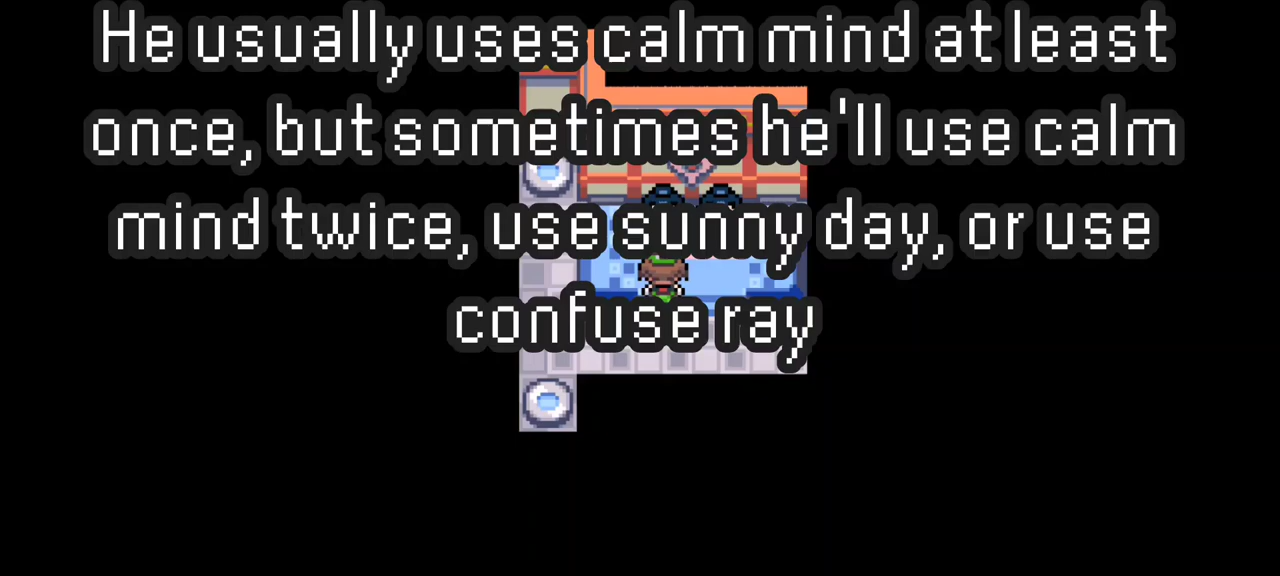 He usually uses calm mind at least
once, but sometimes he'll use calm
mind twice, use sunny day, or use
confuse ray